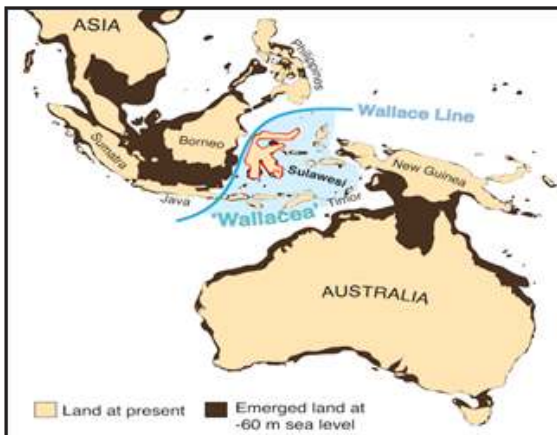 ASIA
Philippines
Wallace Line
Borneo
Sumatra
Sulawesi
New Guinea
Java
Timor
'Wallacea'
AUSTRALIA
Land at present
Emerged land at
-60 m sea level